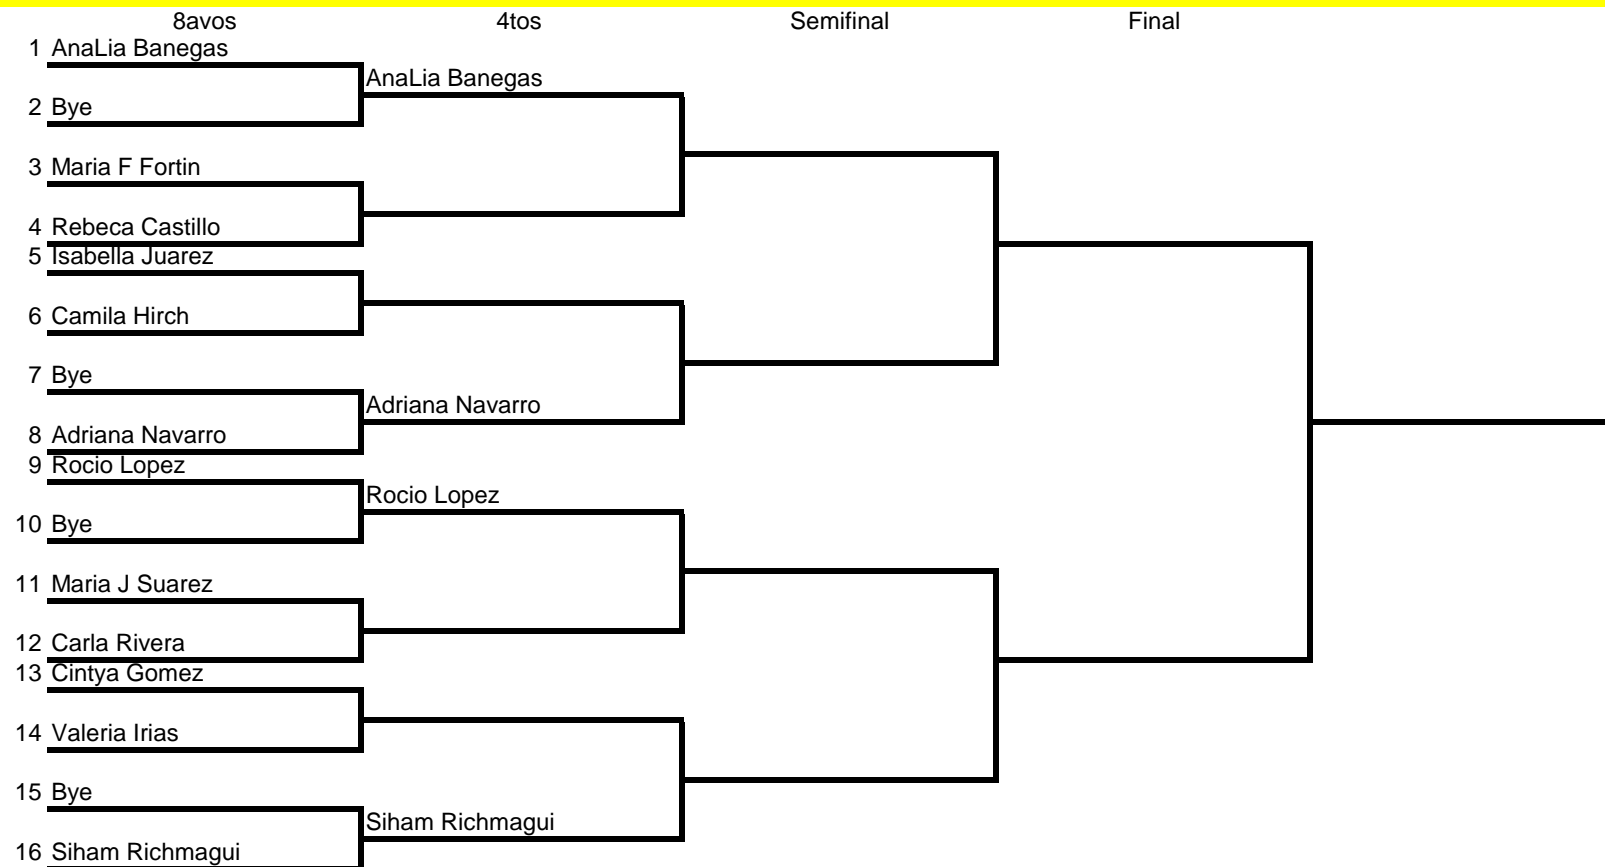 8avos 4tos Semifinal Final
1 AnaLia Banegas
AnaLia Banegas
2 Bye
3 Maria F Fortin
4 Rebeca Castillo
5 Isabella Juarez
6 Camila Hirch
7 Bye
Adriana Navarro
8 Adriana Navarro
9 Rocio Lopez
Rocio Lopez
10 Bye
11 Maria J Suarez
12 Carla Rivera
13 Cintya Gomez
14 Valeria Irias
15 Bye
Siham Richmagui
16 Siham Richmagui